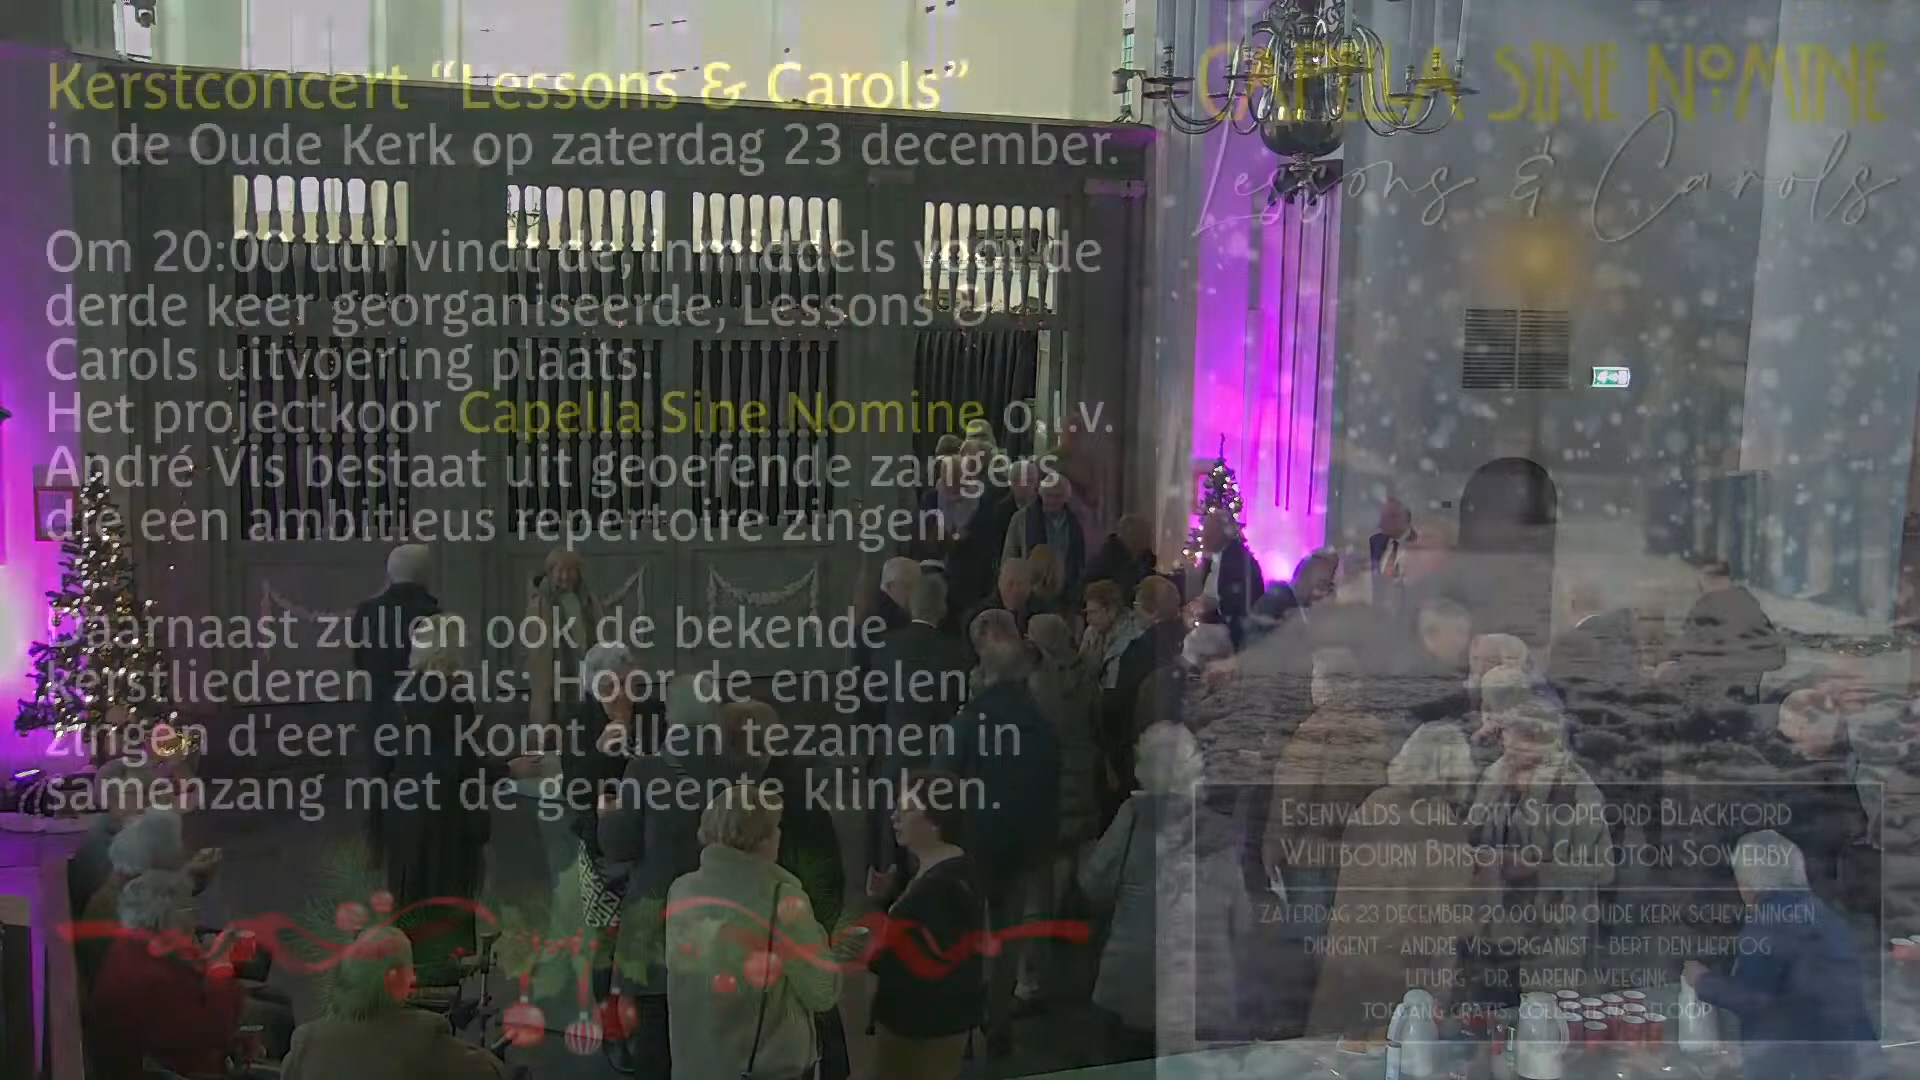 Kerstconcert “Lessons & Carols”
in de Oude Kerk op zaterdag 23 december.
Om 20:00 uur vindt de, inmiddels voor de
derde keer georganiseerde, Lessons &
Carols uitvoering plaats.
Het projectkoor Capella Sine Nomine o.l.v.
André Vis bestaat uit geoefende zangers
die een ambitieus repertoire zingen.
Daarnaast zullen ook de bekende
kerstliederen zoals: Hoor de engelen
zingen d'eer en Komt allen tezamen in
samenzang met de gemeente klinken.
CAPELLA SINE NOMINE
Lessons & Carols
ESENVALDS CHILCOTT STOPFORD BLACKFORD
WHITBOURN BRISOTTO CULLOTON SOWERBY
ZATERDAG 23 DECEMBER 20.00 UUR OUDE KERK SCHEVENINGEN
DIRIGENT - ANDRE VIS ORGANIST - BERT DEN HERTOG
LITURG - DR. BAREND WEEGINK
TOEGANG GRATIS, COLLECTE NA AFLOOP